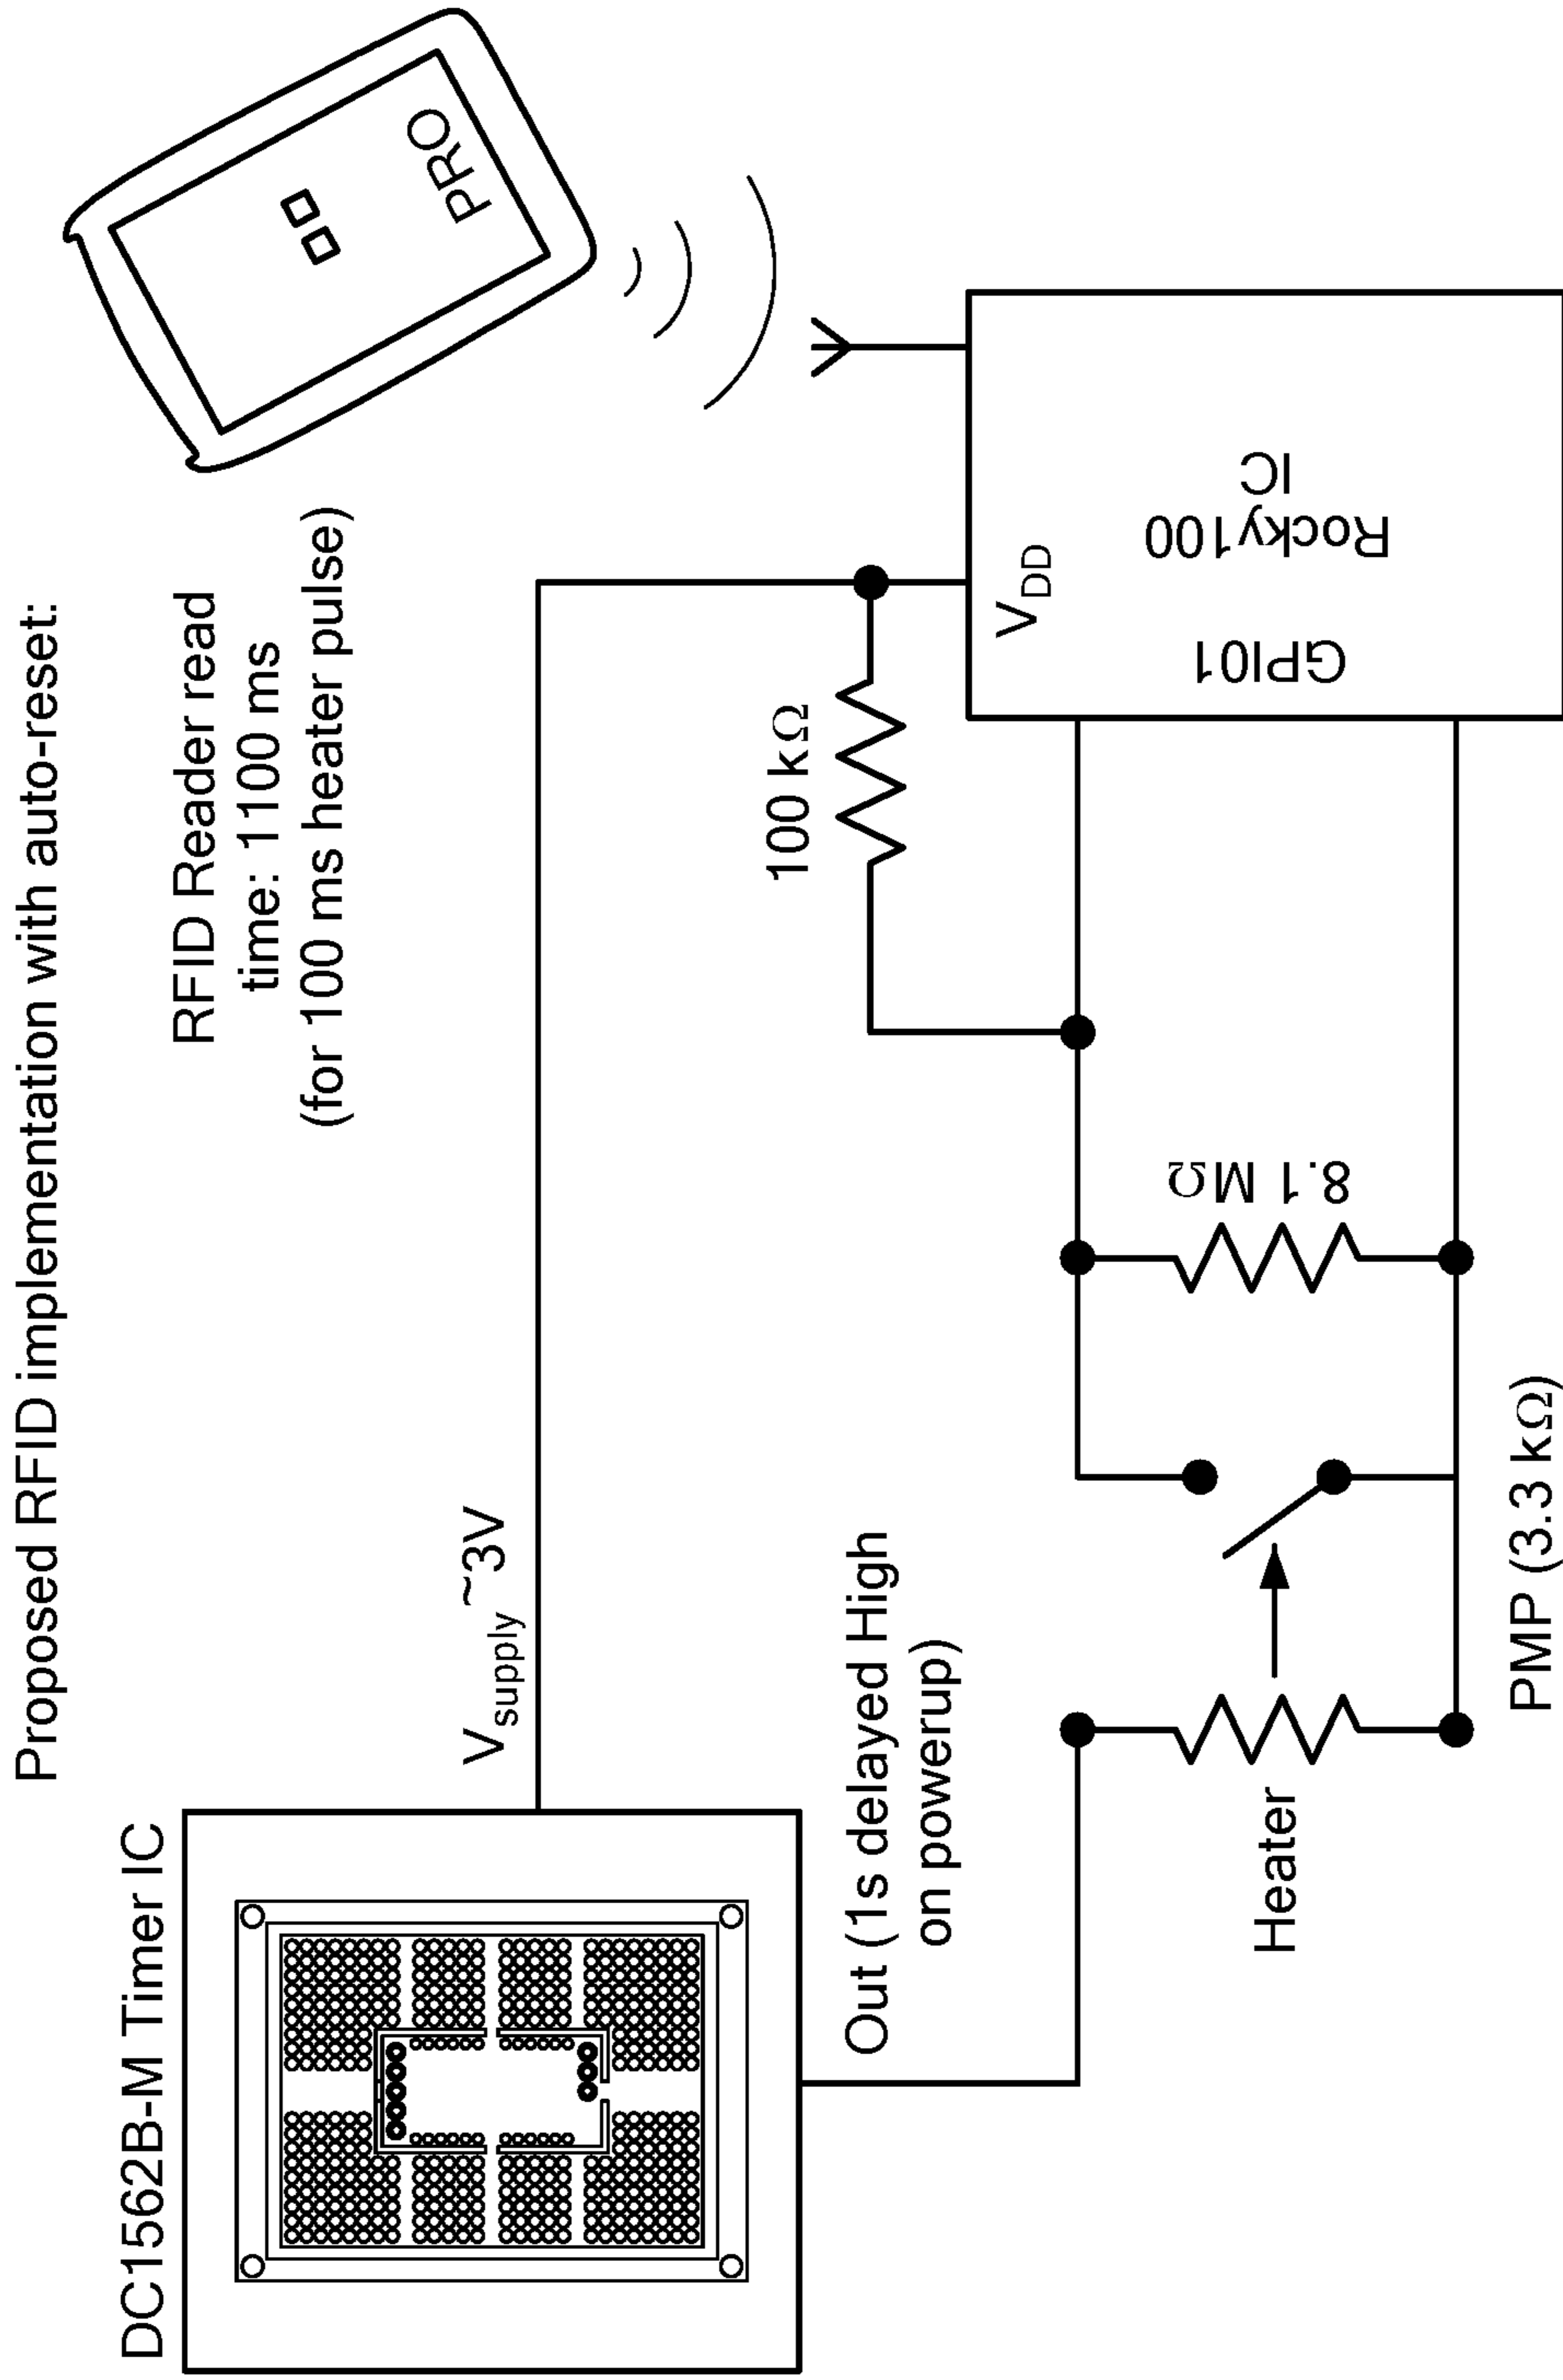 Proposed RFID implementation with auto-reset:
DC1562B-M Timer IC
RFID Reader read
time: 1100 ms
(for 100 ms heater pulse)
PRO
Vsupply ~3V
100 kΩ
Out (1s delayed High
on powerup)
VDD
GPI01
Rocky100
IC
Heater
8.1 MΩ
PMP (3.3 kΩ)